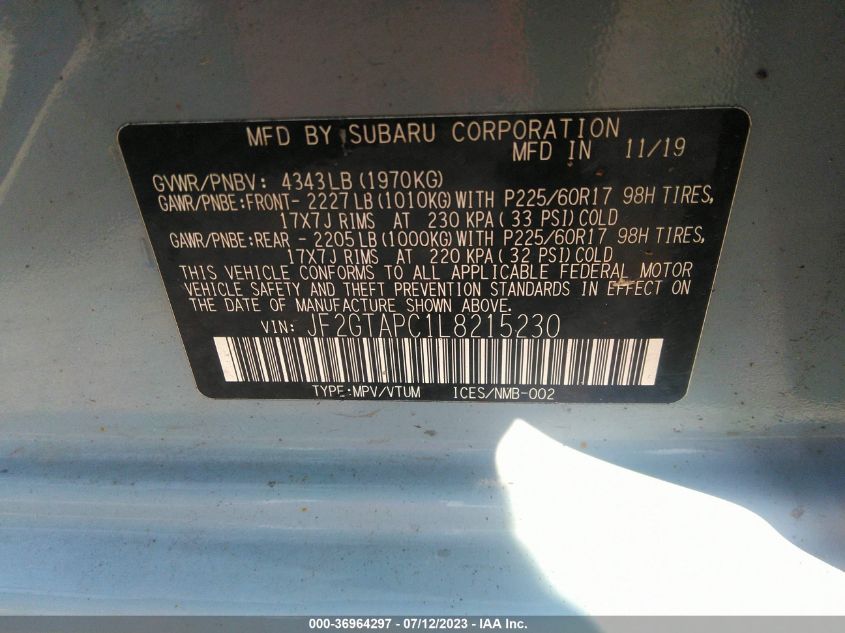 MFD BY SUBARU CORPORATION
MFD IN 11/19
GVWR/PNBV: 4343LB(1970KG)
GAWR/PNBE:FRONT- 2227LB(1010KG)WITH P225/60R17 98H TIRES,
17X7J RIMS AT 230 KPA(33 PSI)COLD
GAWR/PNBE:REAR - 2205LB(1000KG)WITH P225/60R17 98H TIRES,
17X7J RIMS AT 220 KPA(32 PSI)COLD
THIS VEHICLE CONFORMS TO ALL APPLICABLE FEDERAL MOTOR
VEHICLE SAFETY AND THEFT PREVENTION STANDARDS IN EFFECT ON
THE DATE OF MANUFACTURE SHOWN ABOVE.
VIN: JF2GTAPC1L8215230
TYPE:MPV/VTUM ICES/NMB-002
000-36964297 - 07/12/2023 - IAA Inc.